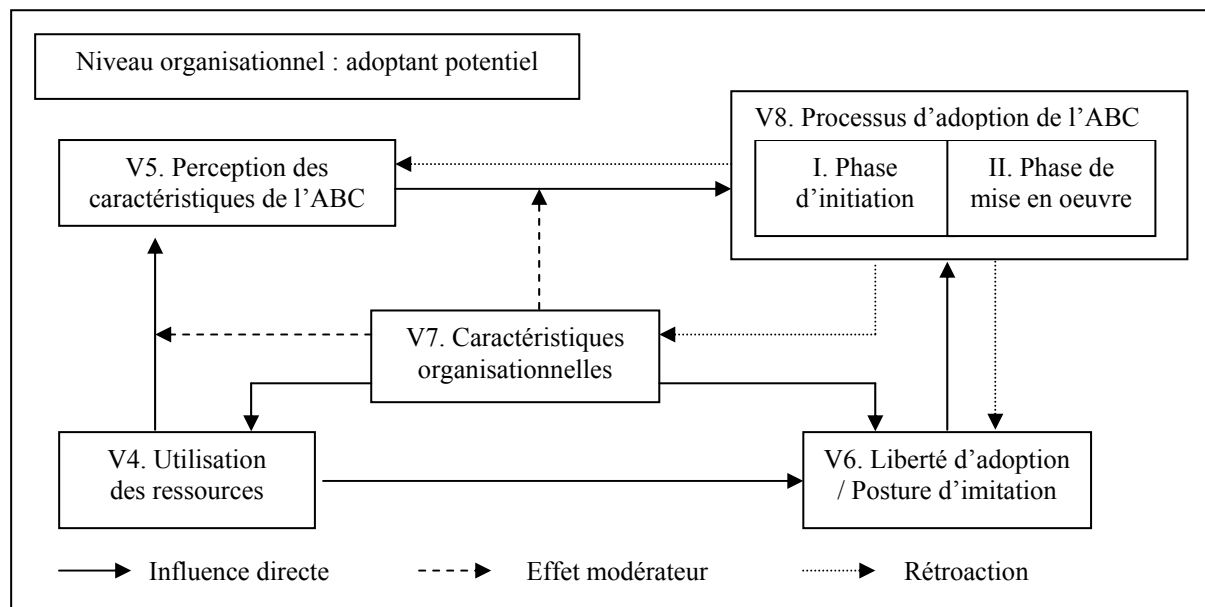 Niveau organisationnel : adoptant potentiel
V8. Processus d’adoption de l’ABC
I. Phase
d’initiation
II. Phase de
mise en oeuvre
V5. Perception des
caractéristiques de l’ABC
V7. Caractéristiques
organisationnelles
V4. Utilisation
des ressources
V6. Liberté d’adoption
/ Posture d’imitation
Influence directe
Effet modérateur
Rétroaction